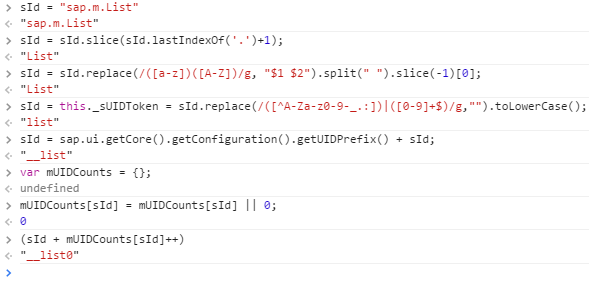 > sId = "sap.m.List"
<· "sap.m.List"
> sId = sId.slice(sId.lastIndexOf('.')+1);
<· "List"
> sId = sId.replace(/([a-z])([A-Z])/g, "$1 $2").split(" ").slice(-1)[0];
<· "List"
> sId = this._sUIDToken = sId.replace(/([^A-Za-z0-9-_.:])|([0-9]+$)/g,"").toLowerCase();
<· "list"
> sId = sap.ui.getCore().getConfiguration().getUIDPrefix() + sId;
<· "__list"
> var mUIDCounts = {};
<· undefined
> mUIDCounts[sId] = mUIDCounts[sId] || 0;
<· 0
> (sId + mUIDCounts[sId]++)
<· "__list0"
>